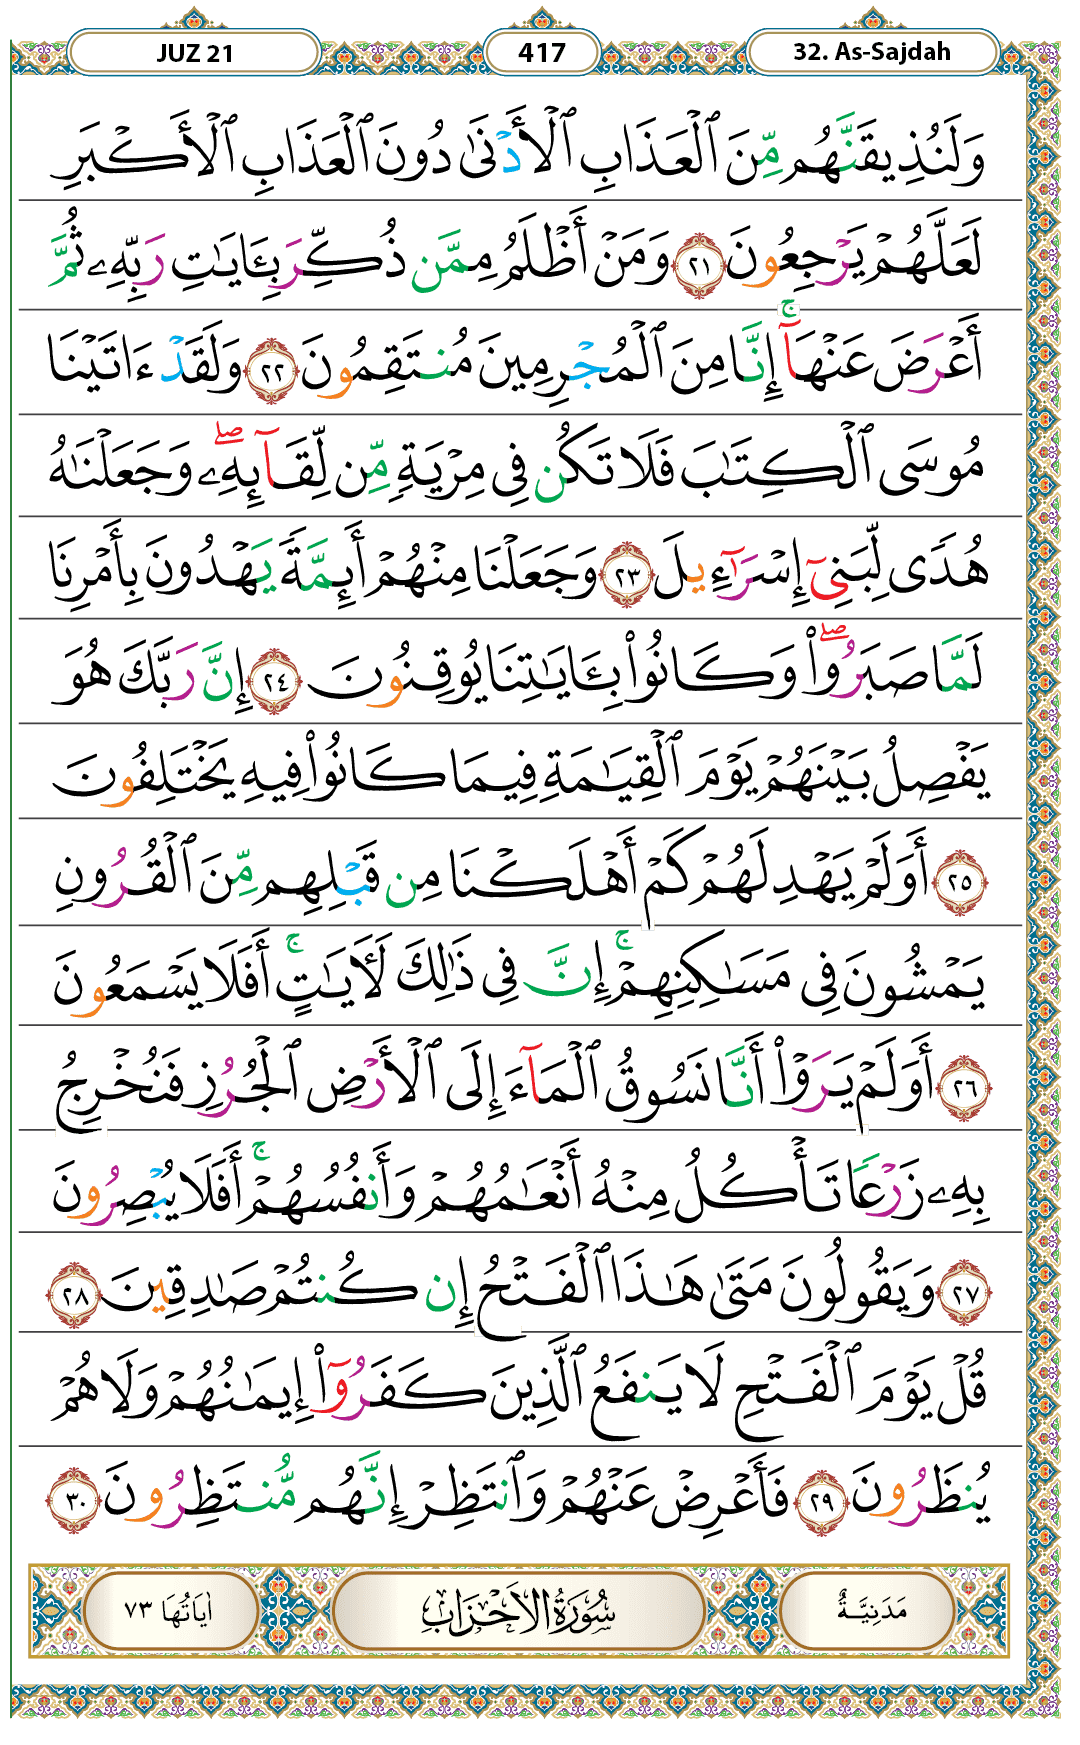 JUZ 21
417
32. As-Sajdah
وَلَنُذِيقَنَّهُم مِّنَ ٱلْعَذَابِ ٱلْأَدْنَىٰ دُونَ ٱلْعَذَابِ ٱلْأَكْبَرِ
لَعَلَّهُمْ يَرْجِعُونَ ٢١ وَمَنْ أَظْلَمُ مِمَّن ذُكِّرَ بِـَٔايَـٰتِ رَبِّهِۦ ثُمَّ
أَعْرَضَ عَنْهَآ ۚ إِنَّا مِنَ ٱلْمُجْرِمِينَ مُنتَقِمُونَ ٢٢ وَلَقَدْ ءَاتَيْنَا
مُوسَى ٱلْكِتَـٰبَ فَلَا تَكُن فِى مِرْيَةٍ مِّن لِّقَآئِهِۦ ۖ وَجَعَلْنَـٰهُ
هُدًى لِّبَنِىٓ إِسْرَٰٓءِيلَ ٢٣ وَجَعَلْنَا مِنْهُمْ أَئِمَّةً يَهْدُونَ بِأَمْرِنَا
لَمَّا صَبَرُوا۟ ۖ وَكَانُوا۟ بِـَٔايَـٰتِنَا يُوقِنُونَ ٢٤ إِنَّ رَبَّكَ هُوَ
يَفْصِلُ بَيْنَهُمْ يَوْمَ ٱلْقِيَـٰمَةِ فِيمَا كَانُوا۟ فِيهِ يَخْتَلِفُونَ
٢٥ أَوَلَمْ يَهْدِ لَهُمْ كَمْ أَهْلَكْنَا مِن قَبْلِهِم مِّنَ ٱلْقُرُونِ
يَمْشُونَ فِى مَسَـٰكِنِهِمْ ۚ إِنَّ فِى ذَٰلِكَ لَـَٔايَـٰتٍ ۚ أَفَلَا يَسْمَعُونَ
٢٦ أَوَلَمْ يَرَوْا۟ أَنَّا نَسُوقُ ٱلْمَآءَ إِلَى ٱلْأَرْضِ ٱلْجُرُزِ فَنُخْرِجُ
بِهِۦ زَرْعًا تَأْكُلُ مِنْهُ أَنْعَـٰمُهُمْ وَأَنفُسُهُمْ ۚ أَفَلَا يُبْصِرُونَ
٢٧ وَيَقُولُونَ مَتَىٰ هَـٰذَا ٱلْفَتْحُ إِن كُنتُمْ صَـٰدِقِينَ ٢٨
قُلْ يَوْمَ ٱلْفَتْحِ لَا يَنفَعُ ٱلَّذِينَ كَفَرُوٓا۟ إِيمَـٰنُهُمْ وَلَا هُمْ
يُنظَرُونَ ٢٩ فَأَعْرِضْ عَنْهُمْ وَٱنتَظِرْ إِنَّهُم مُّنتَظِرُونَ ٣٠
مَدَنِيَّةٌ
سُورَةُ الْأَحْزَابِ
اٰيَاتُهَا ٧٣